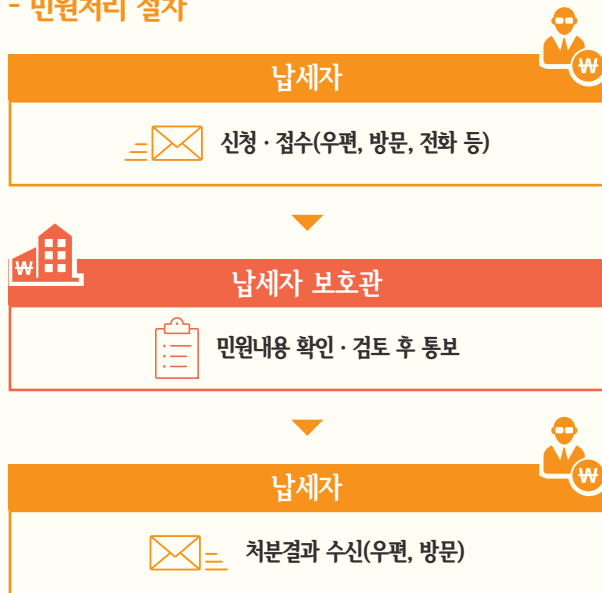 - 민원처리 절차
납세자
₩
신청 · 접수(우편, 방문, 전화 등)
₩
납세자 보호관
민원내용 확인 · 검토 후 통보
납세자
₩
처분결과 수신(우편, 방문)